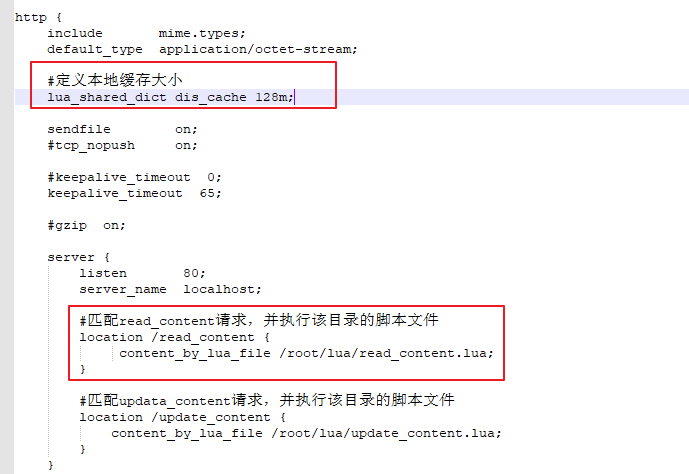 http {
    include       mime.types;
    default_type  application/octet-stream;
    #定义本地缓存大小
    lua_shared_dict dis_cache 128m;
    sendfile        on;
    #tcp_nopush     on;
    #keepalive_timeout  0;
    keepalive_timeout  65;
    #gzip  on;
    server {
        listen       80;
        server_name  localhost;
        #匹配read_content请求，并执行该目录的脚本文件
        location /read_content {
             content_by_lua_file /root/lua/read_content.lua;
        }
        #匹配updata_content请求，并执行该目录的脚本文件
        location /update_content {
            content_by_lua_file /root/lua/update_content.lua;
        }
    }